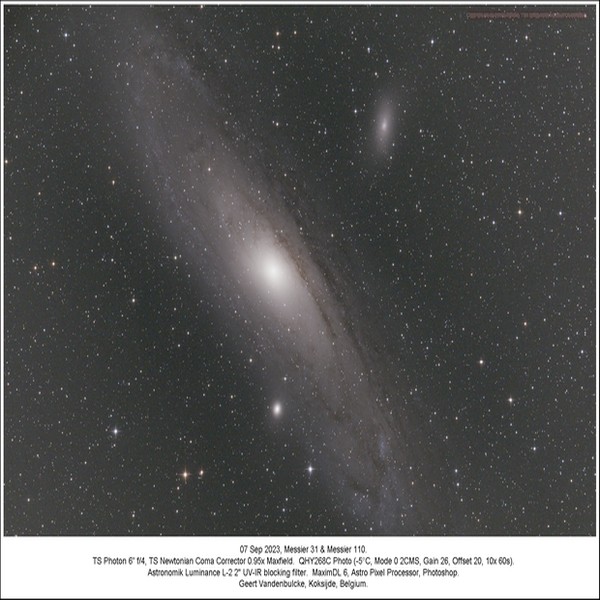 07 Sep 2023, Messier 31 & Messier 110.
TS Photon 6" f/4, TS Newtonian Coma Corrector 0.95x Maxfield. QHY268C Photo (-5°C, Mode 0 2CMS, Gain 26, Offset 20, 10x 60s).
Astronomik Luminance L-2 2" UV-IR blocking filter. MaximDL 6, Astro Pixel Processor, Photoshop.
Geert Vandenbulcke, Koksijde, Belgium.